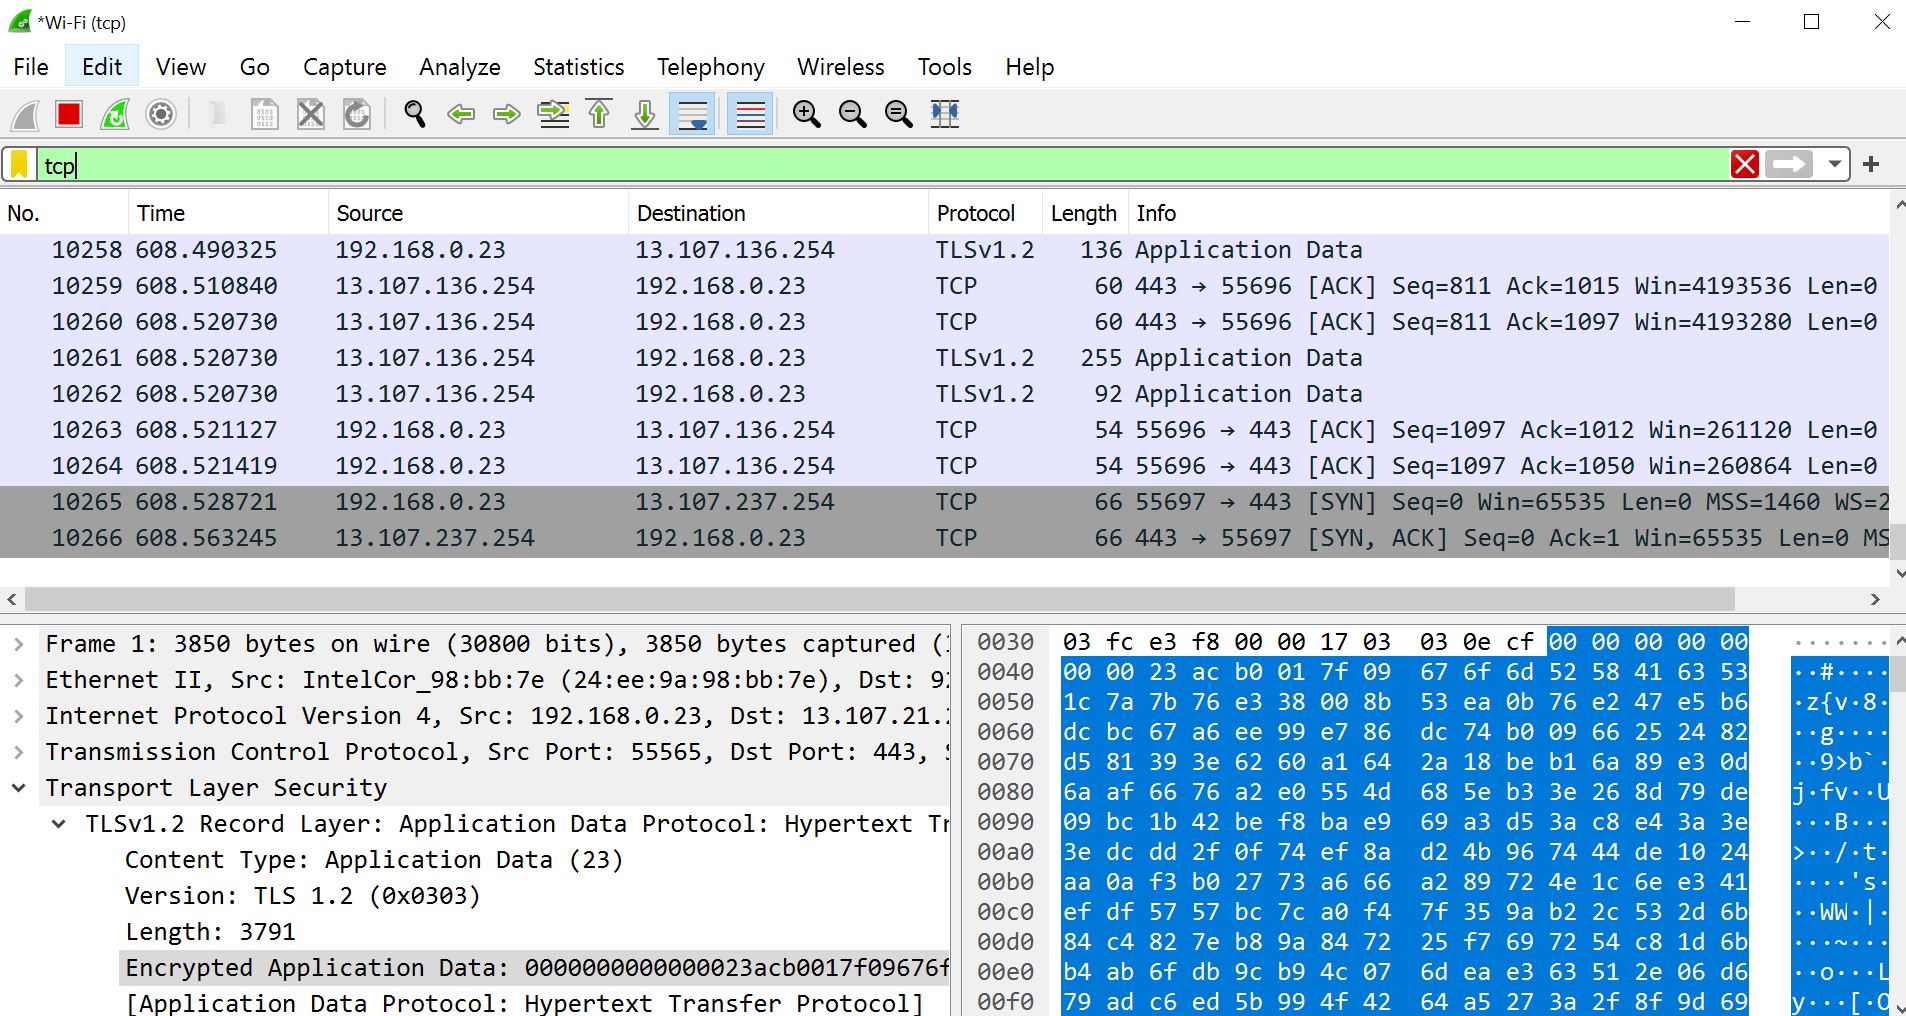 *Wi-Fi (tcp)
File Edit View Go Capture Analyze Statistics Telephony Wireless Tools Help
tcp
No. Time Source Destination Protocol Length Info
10258 608.490325 192.168.0.23 13.107.136.254 TLSv1.2 136 Application Data
10259 608.510840 13.107.136.254 192.168.0.23 TCP 60 443 → 55696 [ACK] Seq=811 Ack=1015 Win=4193536 Len=0
10260 608.520730 13.107.136.254 192.168.0.23 TCP 60 443 → 55696 [ACK] Seq=811 Ack=1097 Win=4193280 Len=0
10261 608.520730 13.107.136.254 192.168.0.23 TLSv1.2 255 Application Data
10262 608.520730 13.107.136.254 192.168.0.23 TLSv1.2 92 Application Data
10263 608.521127 192.168.0.23 13.107.136.254 TCP 54 55696 → 443 [ACK] Seq=1097 Ack=1012 Win=261120 Len=0
10264 608.521419 192.168.0.23 13.107.136.254 TCP 54 55696 → 443 [ACK] Seq=1097 Ack=1050 Win=260864 Len=0
10265 608.528721 192.168.0.23 13.107.237.254 TCP 66 55697 → 443 [SYN] Seq=0 Win=65535 Len=0 MSS=1460 WS=2
10266 608.563245 13.107.237.254 192.168.0.23 TCP 66 443 → 55697 [SYN, ACK] Seq=0 Ack=1 Win=65535 Len=0 MS
Frame 1: 3850 bytes on wire (30800 bits), 3850 bytes captured (
Ethernet II, Src: IntelCor_98:bb:7e (24:ee:9a:98:bb:7e), Dst: 92
Internet Protocol Version 4, Src: 192.168.0.23, Dst: 13.107.21.
Transmission Control Protocol, Src Port: 55565, Dst Port: 443,
Transport Layer Security
TLSv1.2 Record Layer: Application Data Protocol: Hypertext Tr
Content Type: Application Data (23)
Version: TLS 1.2 (0x0303)
Length: 3791
Encrypted Application Data: 0000000000000023acb0017f09676f
[Application Data Protocol: Hypertext Transfer Protocol]
0030 03 fc e3 f8 00 00 17 03 03 0e cf 00 00 00 00 00 ·······
0040 00 00 23 ac b0 01 7f 09 67 6f 6d 52 58 41 63 53 ··#····
0050 1c 7a 7b 76 e3 38 00 8b 53 ea 0b 76 e2 47 e5 b6 ·z{v·8·
0060 dc bc 67 a6 ee 99 e7 86 dc 74 b0 09 66 25 24 82 ··g····
0070 d5 81 39 3e 62 60 a1 64 2a 18 be b1 6a 89 e3 0d ··9>b`·
0080 6a af 66 76 a2 e0 55 4d 68 5e b3 3e 26 8d 79 de j·fv··U
0090 09 bc 1b 42 be f8 ba e9 69 a3 d5 3a c8 e4 3a 3e ···B···
00a0 3e dc dd 2f 0f 74 ef 8a d2 4b 96 74 44 de 10 24 >··/·t·
00b0 aa 0a f3 b0 27 73 a6 66 a2 89 72 4e 1c 6e e3 41 ····'s·
00c0 ef df 57 57 bc 7c a0 f4 7f 35 9a b2 2c 53 2d 6b ··WW·|·
00d0 84 c4 82 7e b8 9a 84 72 25 f7 69 72 54 c8 1d 6b ···~···
00e0 b4 ab 6f db 9c b9 4c 07 6d ea e3 63 51 2e 06 d6 ··o···L
00f0 79 ad c6 ed 5b 99 4f 42 64 a5 27 3a 2f 8f 9d 69 y···[·O